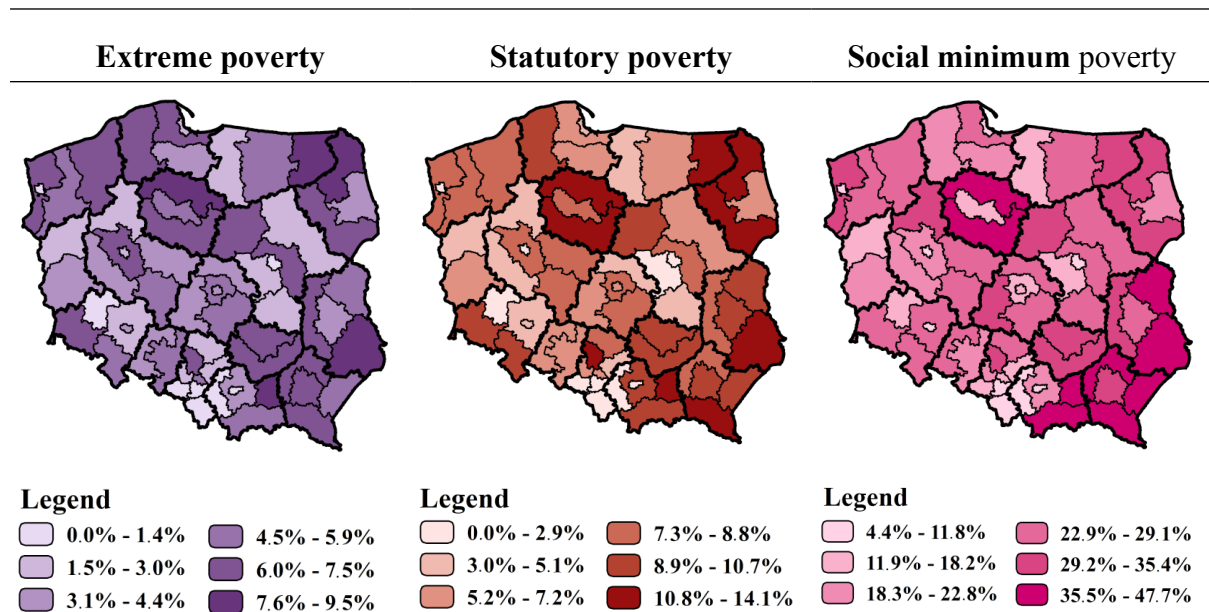 Extreme poverty Statutory poverty Social minimum poverty
Legend
0.0% - 1.4% 4.5% - 5.9%
1.5% - 3.0% 6.0% - 7.5%
3.1% - 4.4% 7.6% - 9.5%
Legend
0.0% - 2.9% 7.3% - 8.8%
3.0% - 5.1% 8.9% - 10.7%
5.2% - 7.2% 10.8% - 14.1%
Legend
4.4% - 11.8% 22.9% - 29.1%
11.9% - 18.2% 29.2% - 35.4%
18.3% - 22.8% 35.5% - 47.7%